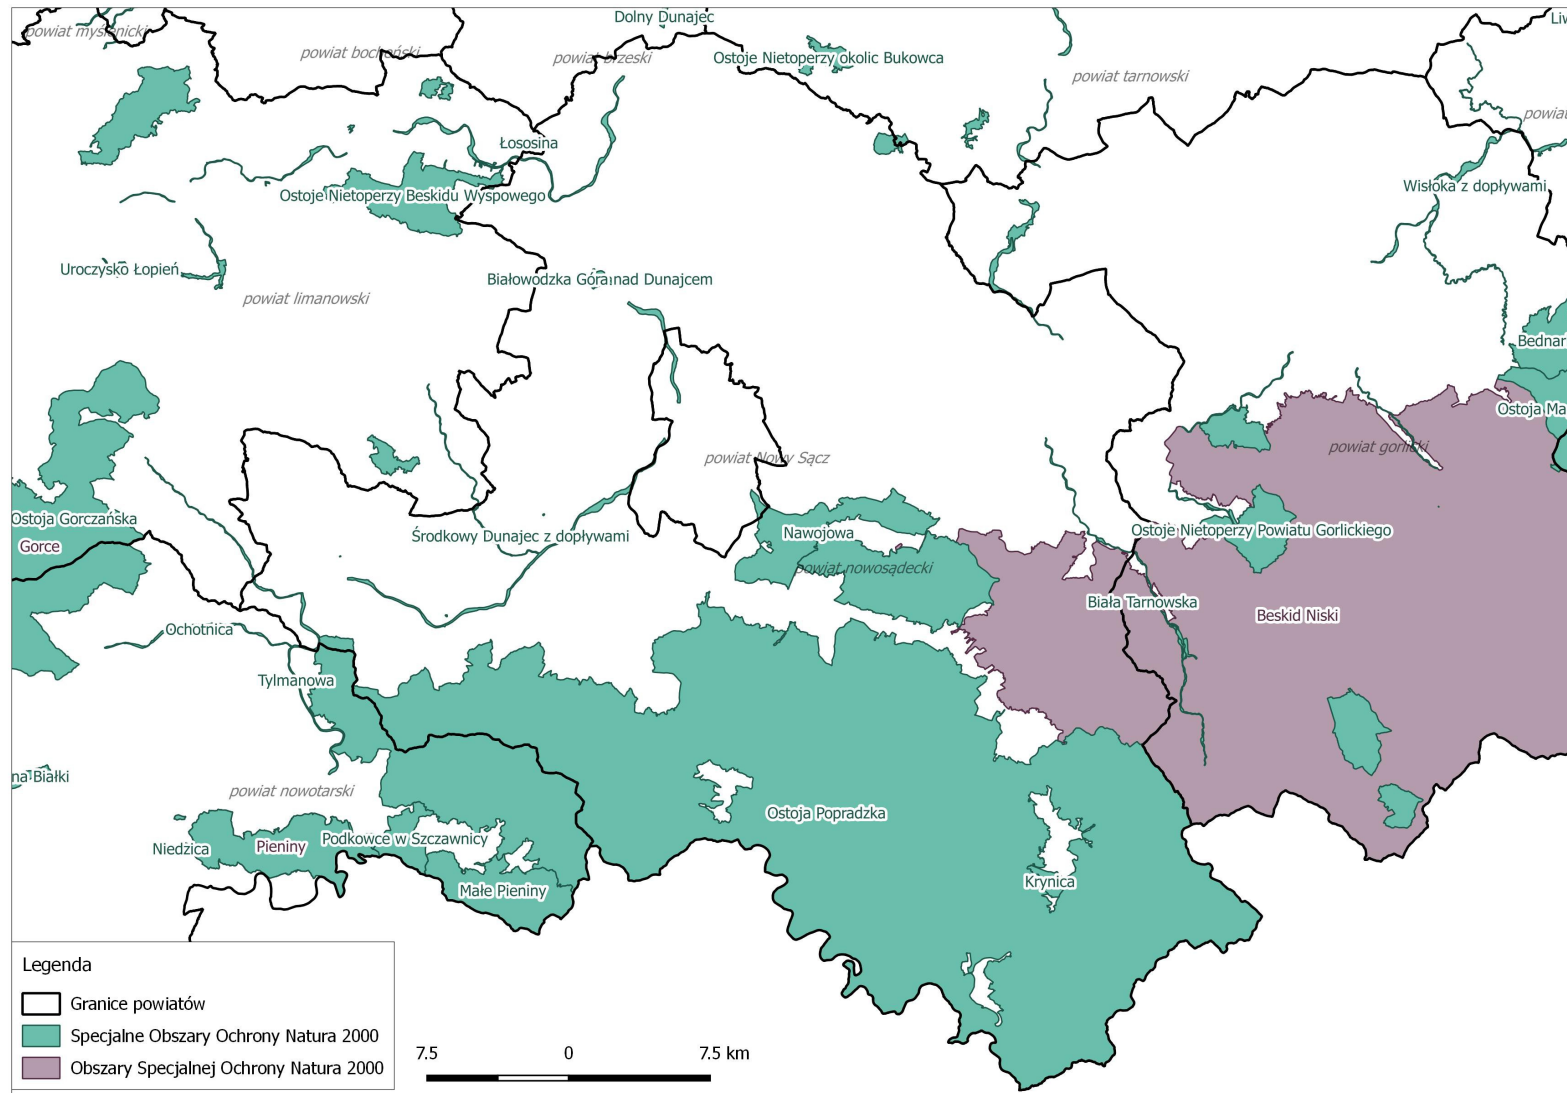 Dolny Dunajec
powiat myślenicki
powiat bocheński
powiat brzeski
Ostoje Nietoperzy okolic Bukowca
powiat tarnowski
powiat
Łososina
Ostoje Nietoperzy Beskidu Wyspowego
Wisłoka z dopływami
Uroczysko Łopień
Białowodzka Góra nad Dunajcem
powiat limanowski
Bednar
Ostoja Ma
powiat gorlicki
powiat Nowy Sącz
Ostoja Gorczańska
Gorce
Środkowy Dunajec z dopływami
Nawojowa
Ostoje Nietoperzy Powiatu Gorlickiego
powiat nowosądecki
Biała Tarnowska
Beskid Niski
Ochotnica
Tylmanowa
na Białki
powiat nowotarski
Ostoja Popradzka
Niedzica
Pieniny
Podkowce w Szczawnicy
Małe Pieniny
Krynica
Legenda
Granice powiatów
Specjalne Obszary Ochrony Natura 2000
Obszary Specjalnej Ochrony Natura 2000
7.5 0 7.5 km